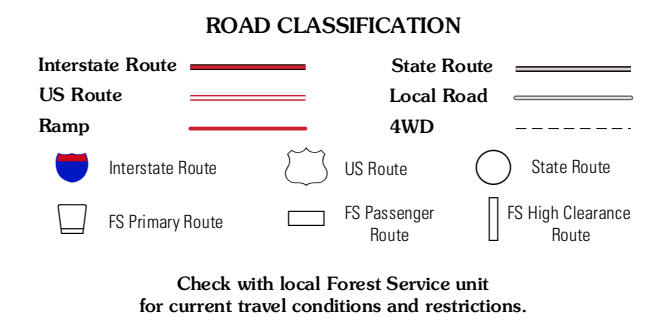 ROAD CLASSIFICATION
Interstate Route
State Route
US Route
Local Road
Ramp
4WD
Interstate Route
US Route
State Route
FS Primary Route
FS Passenger
Route
FS High Clearance
Route
Check with local Forest Service unit
for current travel conditions and restrictions.